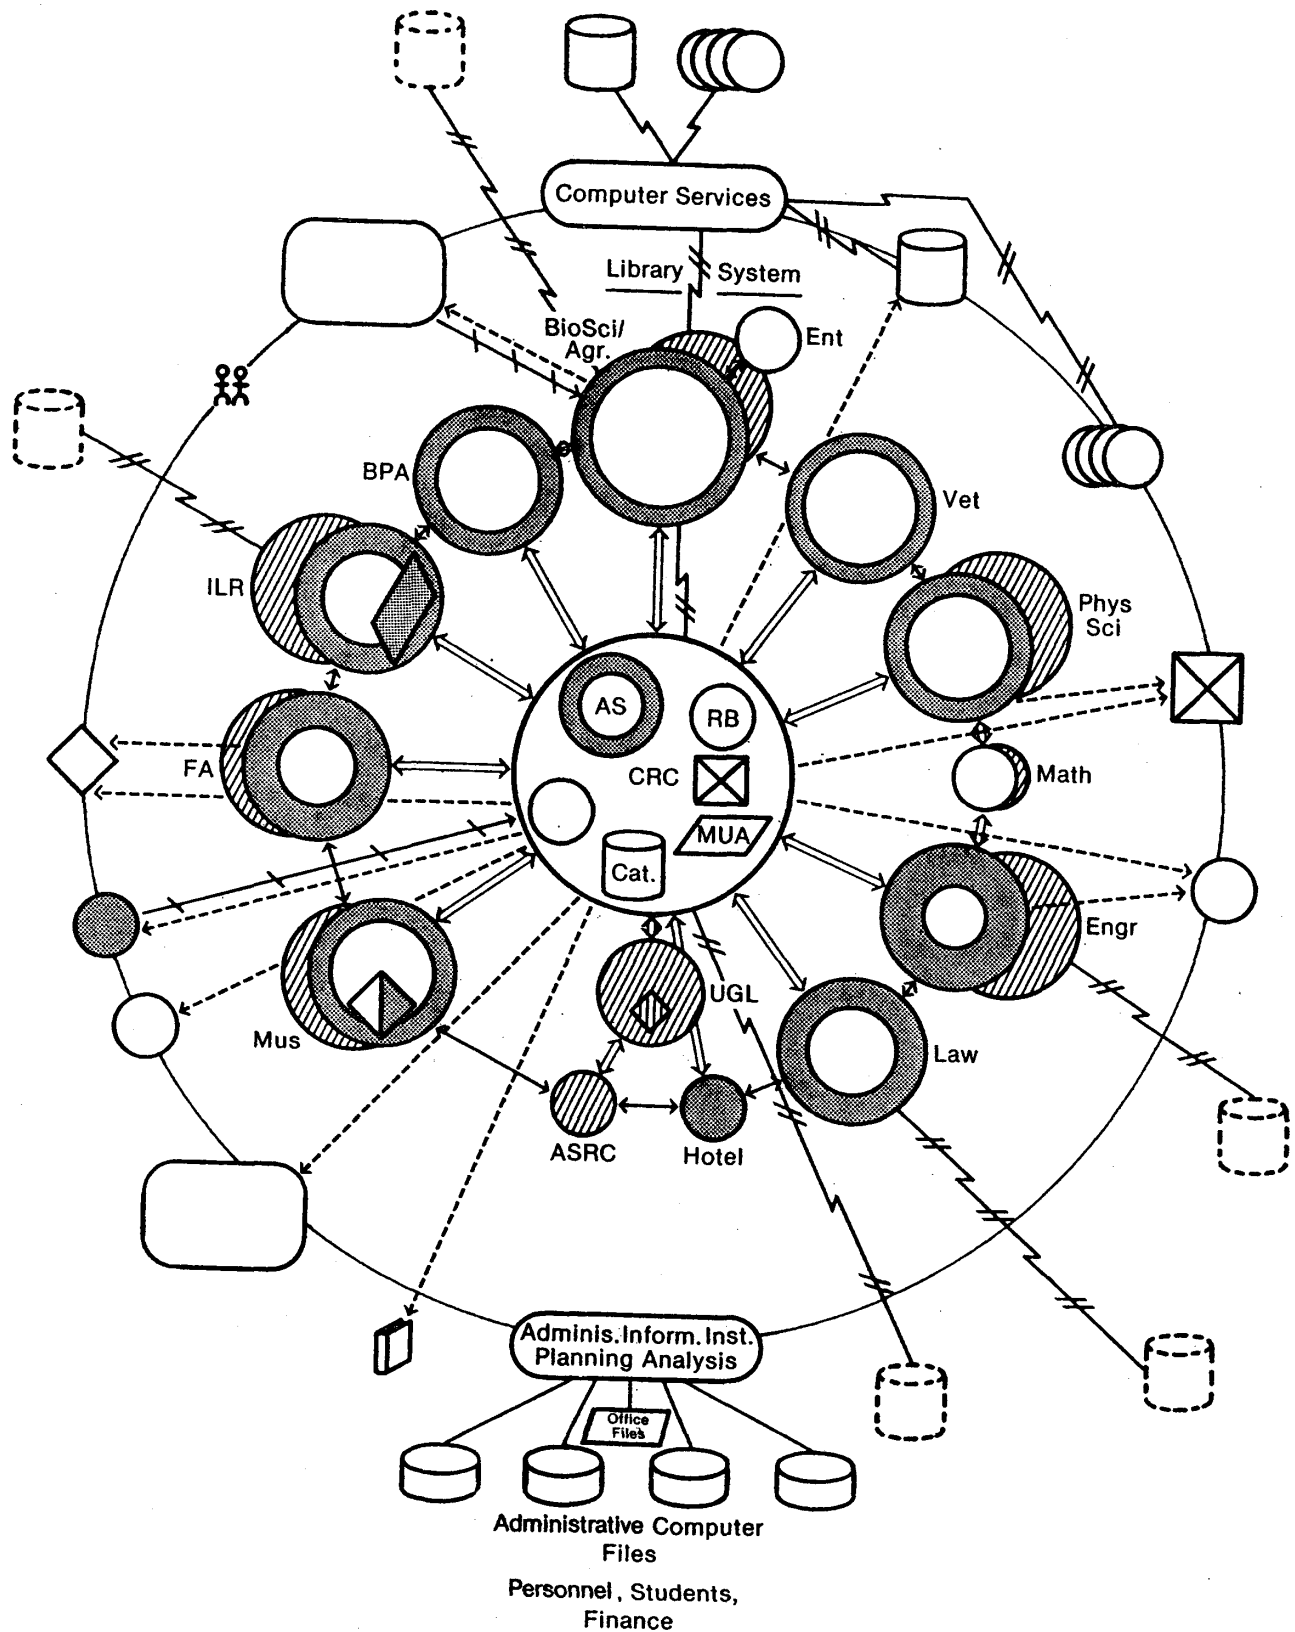 Computer Services
Library System
BioSci/
Agr.
Ent
BPA
Vet
ILR
Phys
Sci
AS
RB
FA
CRC
Math
MUA
Cat.
Engr
UGL
Mus
Law
ASRC
Hotel
Adminis. Inform. Inst.
Planning Analysis
Office
Files
Administrative Computer
Files
Personnel, Students,
Finance